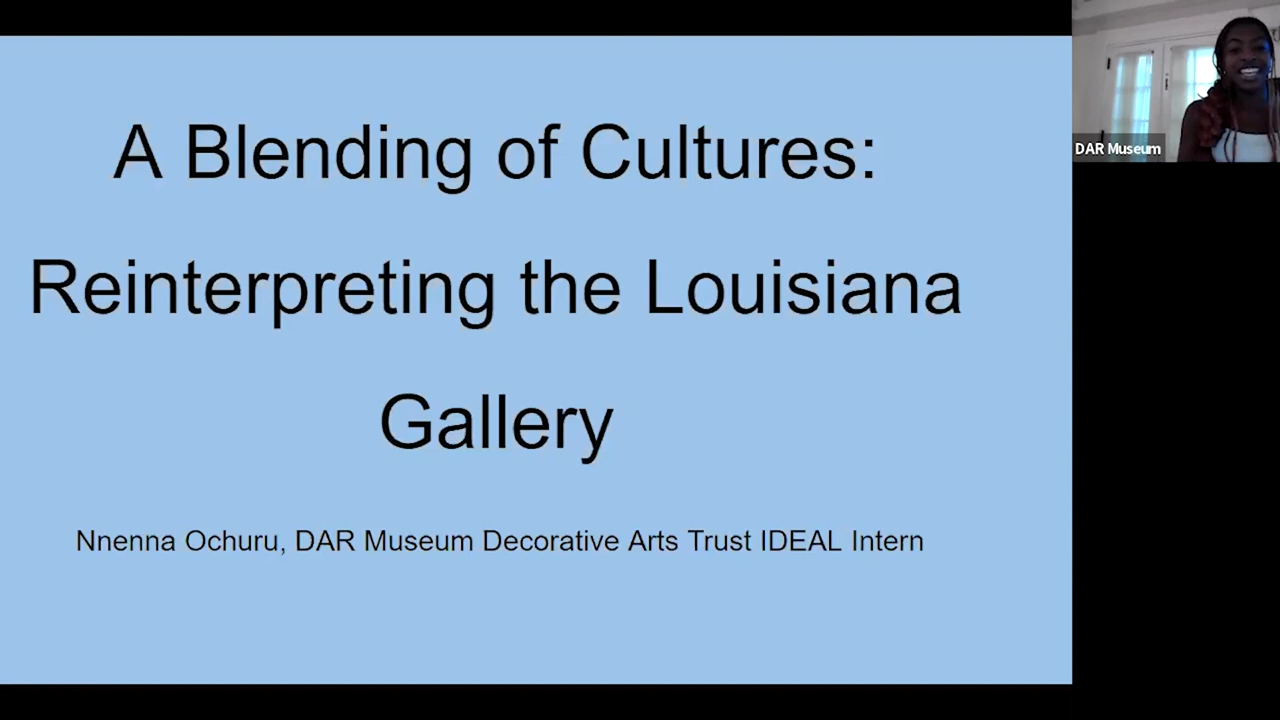 A Blending of Cultures:
Reinterpreting the Louisiana
Gallery
Nnenna Ochuru, DAR Museum Decorative Arts Trust IDEAL Intern
DAR Museum